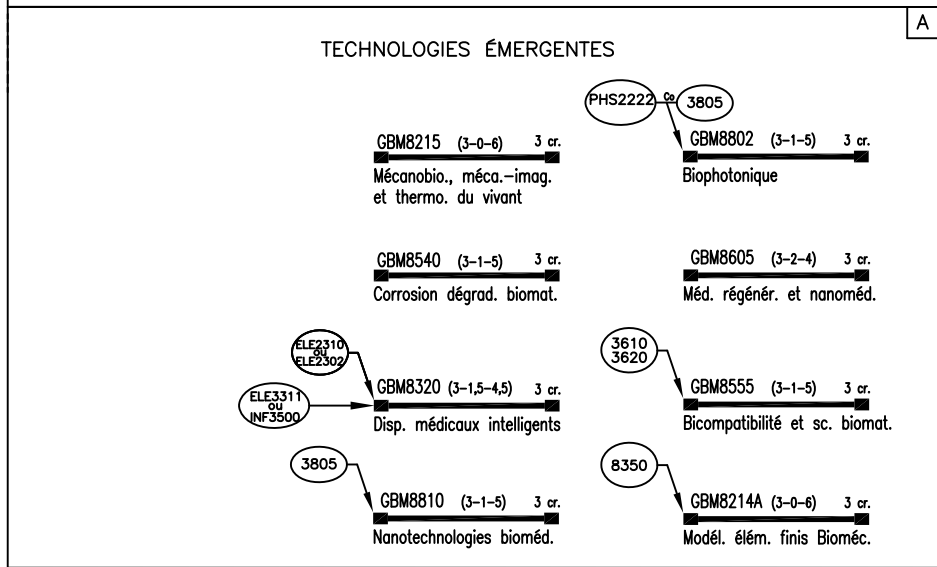 A
TECHNOLOGIES ÉMERGENTES
PHS2222 Co 3805
GBM8215 (3-0-6) 3 cr.
Mécanobio., méca.-imag.
et thermo. du vivant
GBM8802 (3-1-5) 3 cr.
Biophotonique
GBM8540 (3-1-5) 3 cr.
Corrosion dégrad. biomat.
GBM8605 (3-2-4) 3 cr.
Méd. régénér. et nanoméd.
ELE2310
ou
ELE2302
ELE3311
ou
INF3500
GBM8320 (3-1,5-4,5) 3 cr.
Disp. médicaux intelligents
3610
3620
GBM8555 (3-1-5) 3 cr.
Bicompatibilité et sc. biomat.
3805
GBM8810 (3-1-5) 3 cr.
Nanotechnologies bioméd.
8350
GBM8214A (3-0-6) 3 cr.
Modél. élém. finis Bioméc.